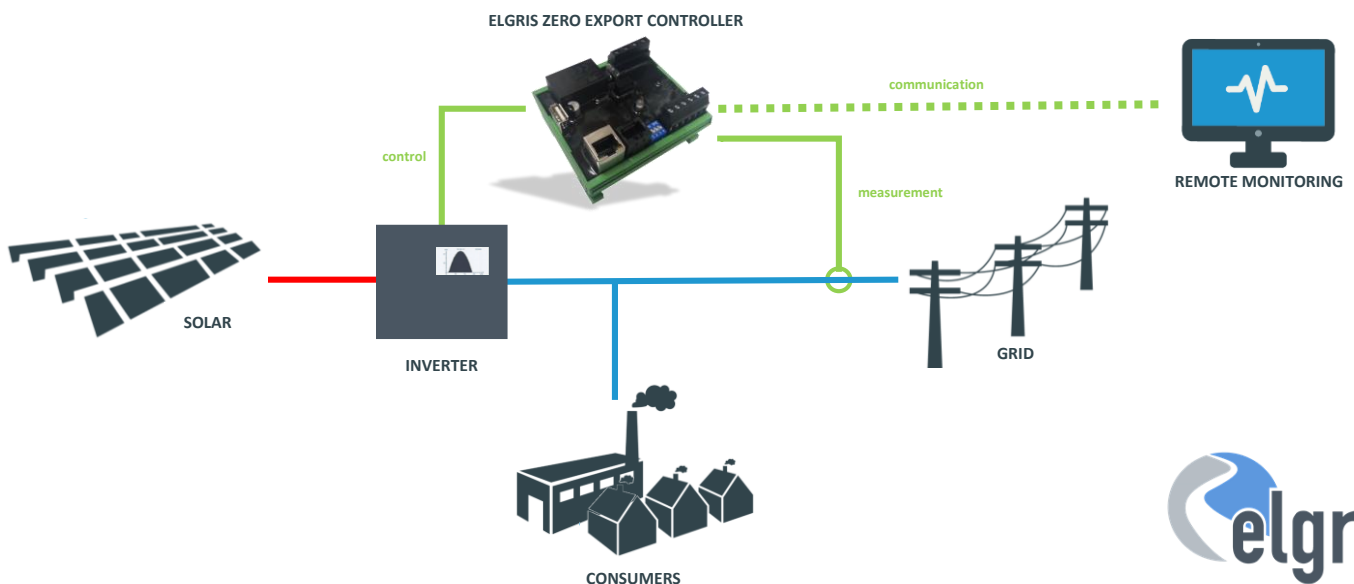 ELGRIS ZERO EXPORT CONTROLLER
communication
control
measurement
REMOTE MONITORING
SOLAR
INVERTER
GRID
CONSUMERS
elgr